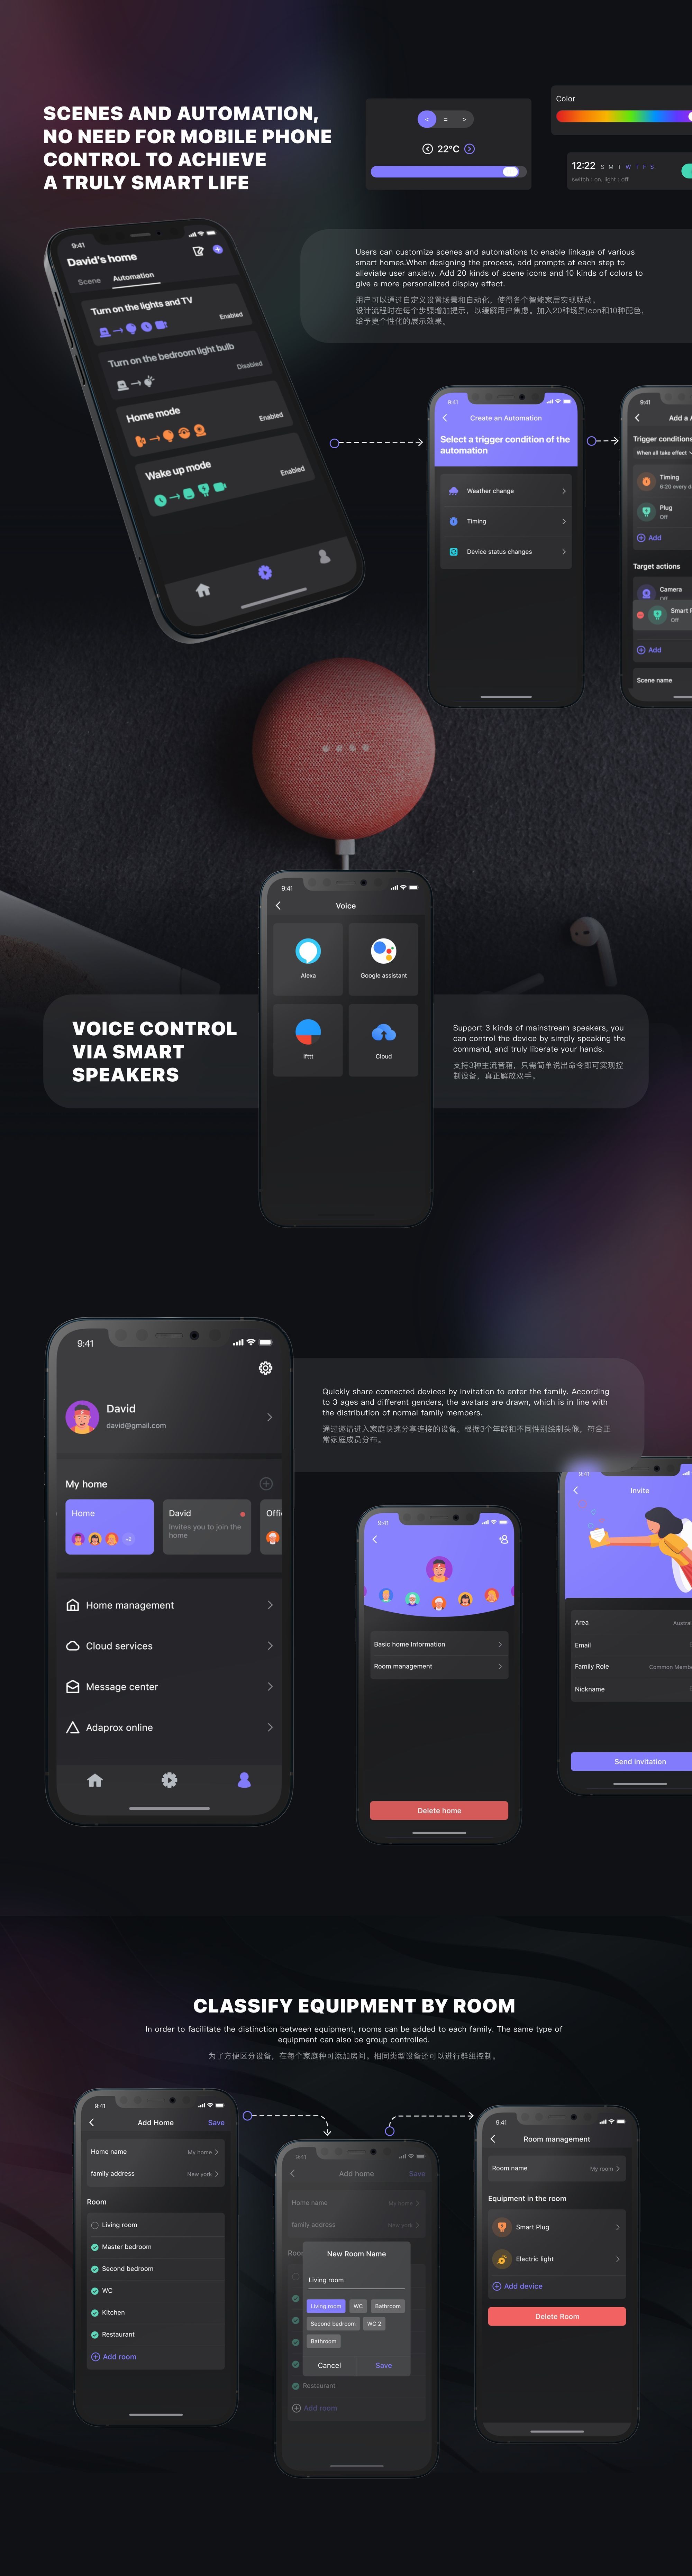 SCENES AND AUTOMATION,
NO NEED FOR MOBILE PHONE
CONTROL TO ACHIEVE
A TRULY SMART LIFE
< = >
22°C
Color
12:22 S M T W T F S
switch : on, light : off
9:41
David's home
Scene Automation
Turn on the lights and TV
Enabled
Turn on the bedroom light bulb
Disabled
Home mode
Enabled
Wake up mode
Enabled
Users can customize scenes and automations to enable linkage of various
smart homes.When designing the process, add prompts at each step to
alleviate user anxiety. Add 20 kinds of scene icons and 10 kinds of colors to
give a more personalized display effect.
用户可以通过自定义设置场景和自动化，使得各个智能家居实现联动。
设计流程时在每个步骤增加提示，以缓解用户焦虑。加入20种场景icon和10种配色，
给予更个性化的展示效果。
9:41
Create an Automation
Select a trigger condition of the
automation
Weather change
Timing
Device status changes
9:41
Add a A
Trigger conditions
When all take effect
Timing
6:20 every d
Plug
Off
Add
Target actions
Camera
Off
Smart P
Off
Add
Scene name
9:41
Voice
Alexa
Google assistant
Ifttt
Cloud
VOICE CONTROL
VIA SMART
SPEAKERS
Support 3 kinds of mainstream speakers, you
can control the device by simply speaking the
command, and truly liberate your hands.
支持3种主流音箱，只需简单说出命令即可实现控
制设备，真正解放双手。
9:41
David
david@gmail.com
My home
Home
+2
David
Invites you to join the
home
Offi
Home management
Cloud services
Message center
Adaprox online
Quickly share connected devices by invitation to enter the family. According
to 3 ages and different genders, the avatars are drawn, which is in line with
the distribution of normal family members.
通过邀请进入家庭快速分享连接的设备。根据3个年龄和不同性别绘制头像，符合正
常家庭成员分布。
9:41
Basic home Information
Room management
Delete home
9:41
Invite
Area
Austral
Email
Family Role
Common Membe
Nickname
Send invitation
CLASSIFY EQUIPMENT BY ROOM
In order to facilitate the distinction between equipment, rooms can be added to each family. The same type of
equipment can also be group controlled.
为了方便区分设备，在每个家庭种可添加房间。相同类型设备还可以进行群组控制。
9:41
Add Home
Save
Home name
My home
family address
New york
Room
Living room
Master bedroom
Second bedroom
WC
Kitchen
Restaurant
Add room
9:41
Add home
Save
Home name
My home
family address
New york
Roo
New Room Name
Living room
Living room WC Bathroom
Second bedroom WC 2
Bathroom
Cancel Save
Restaurant
Add room
9:41
Room management
Room name
My room
Equipment in the room
Smart Plug
Electric light
Add device
Delete Room